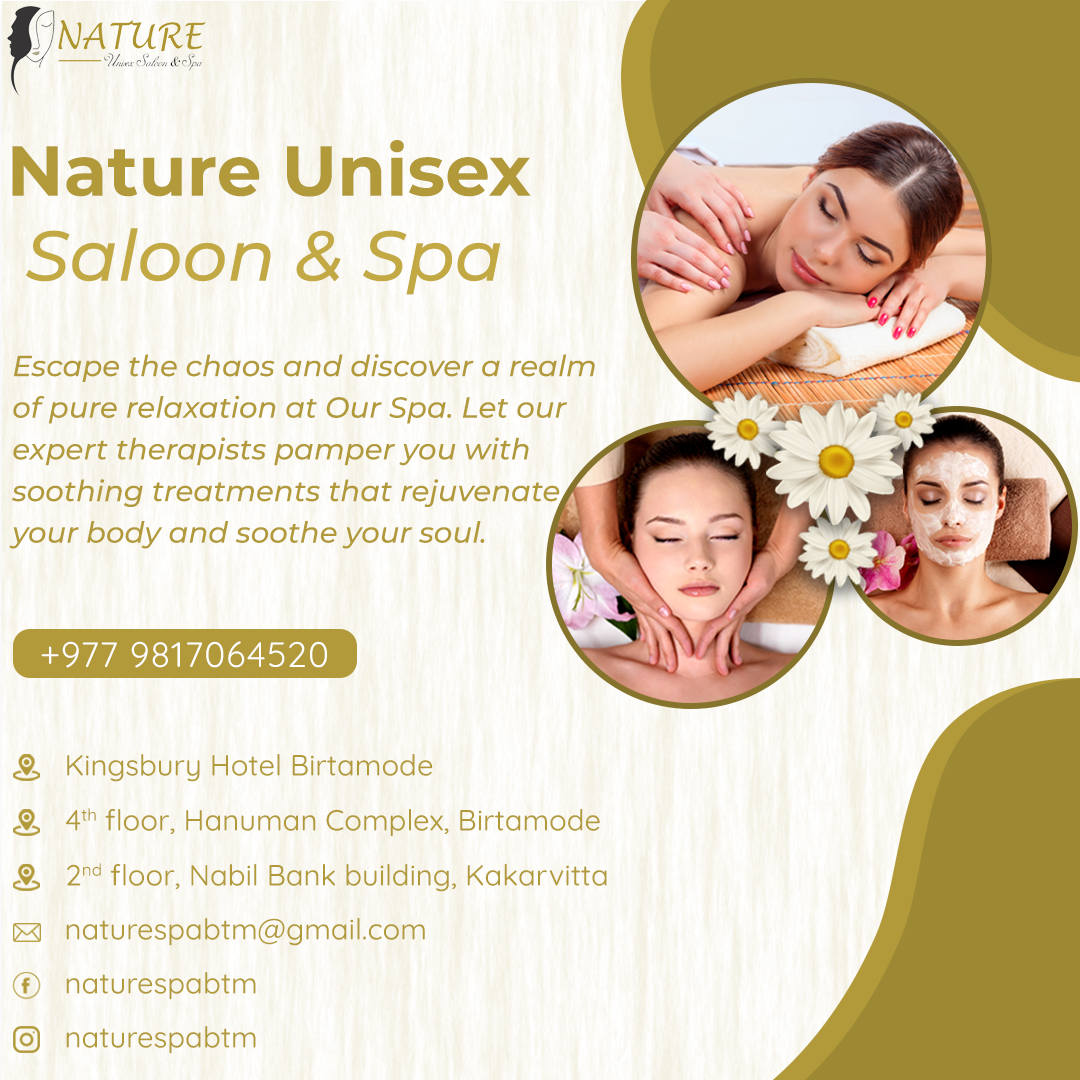 NATURE
Unisex Saloon & Spa
Nature Unisex
Saloon & Spa
Escape the chaos and discover a realm
of pure relaxation at Our Spa. Let our
expert therapists pamper you with
soothing treatments that rejuvenate
your body and soothe your soul.
+977 9817064520
Kingsbury Hotel Birtamode
4th floor, Hanuman Complex, Birtamode
2nd floor, Nabil Bank building, Kakarvitta
naturespabtm@gmail.com
naturespabtm
naturespabtm